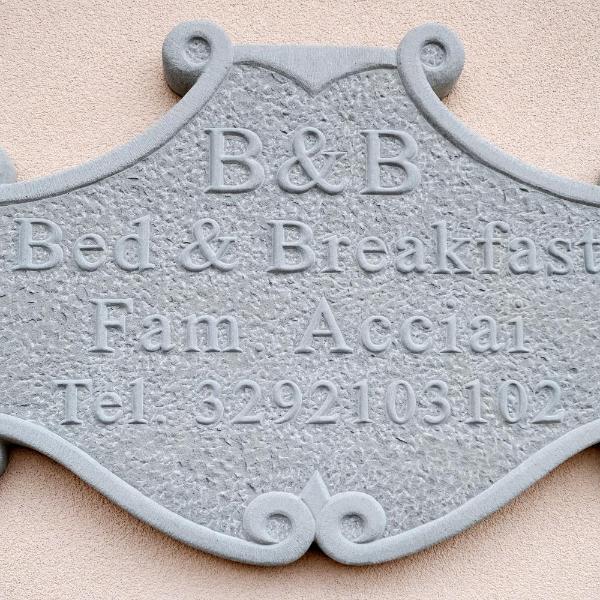 B&B
Bed & Breakfast
Fam Acciai
Tel. 3292103102